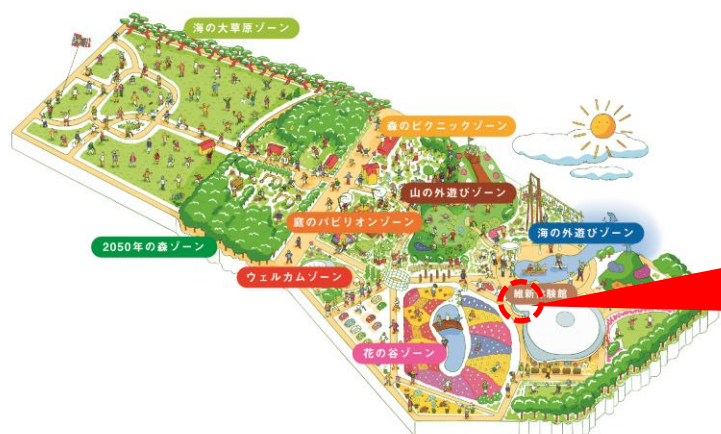 海の大草原ゾーン
森のピクニックゾーン
山の外遊びゾーン
庭のパビリオンゾーン
海の外遊びゾーン
2050年の森ゾーン
ウェルカムゾーン
維新
験館
花の谷ゾーン